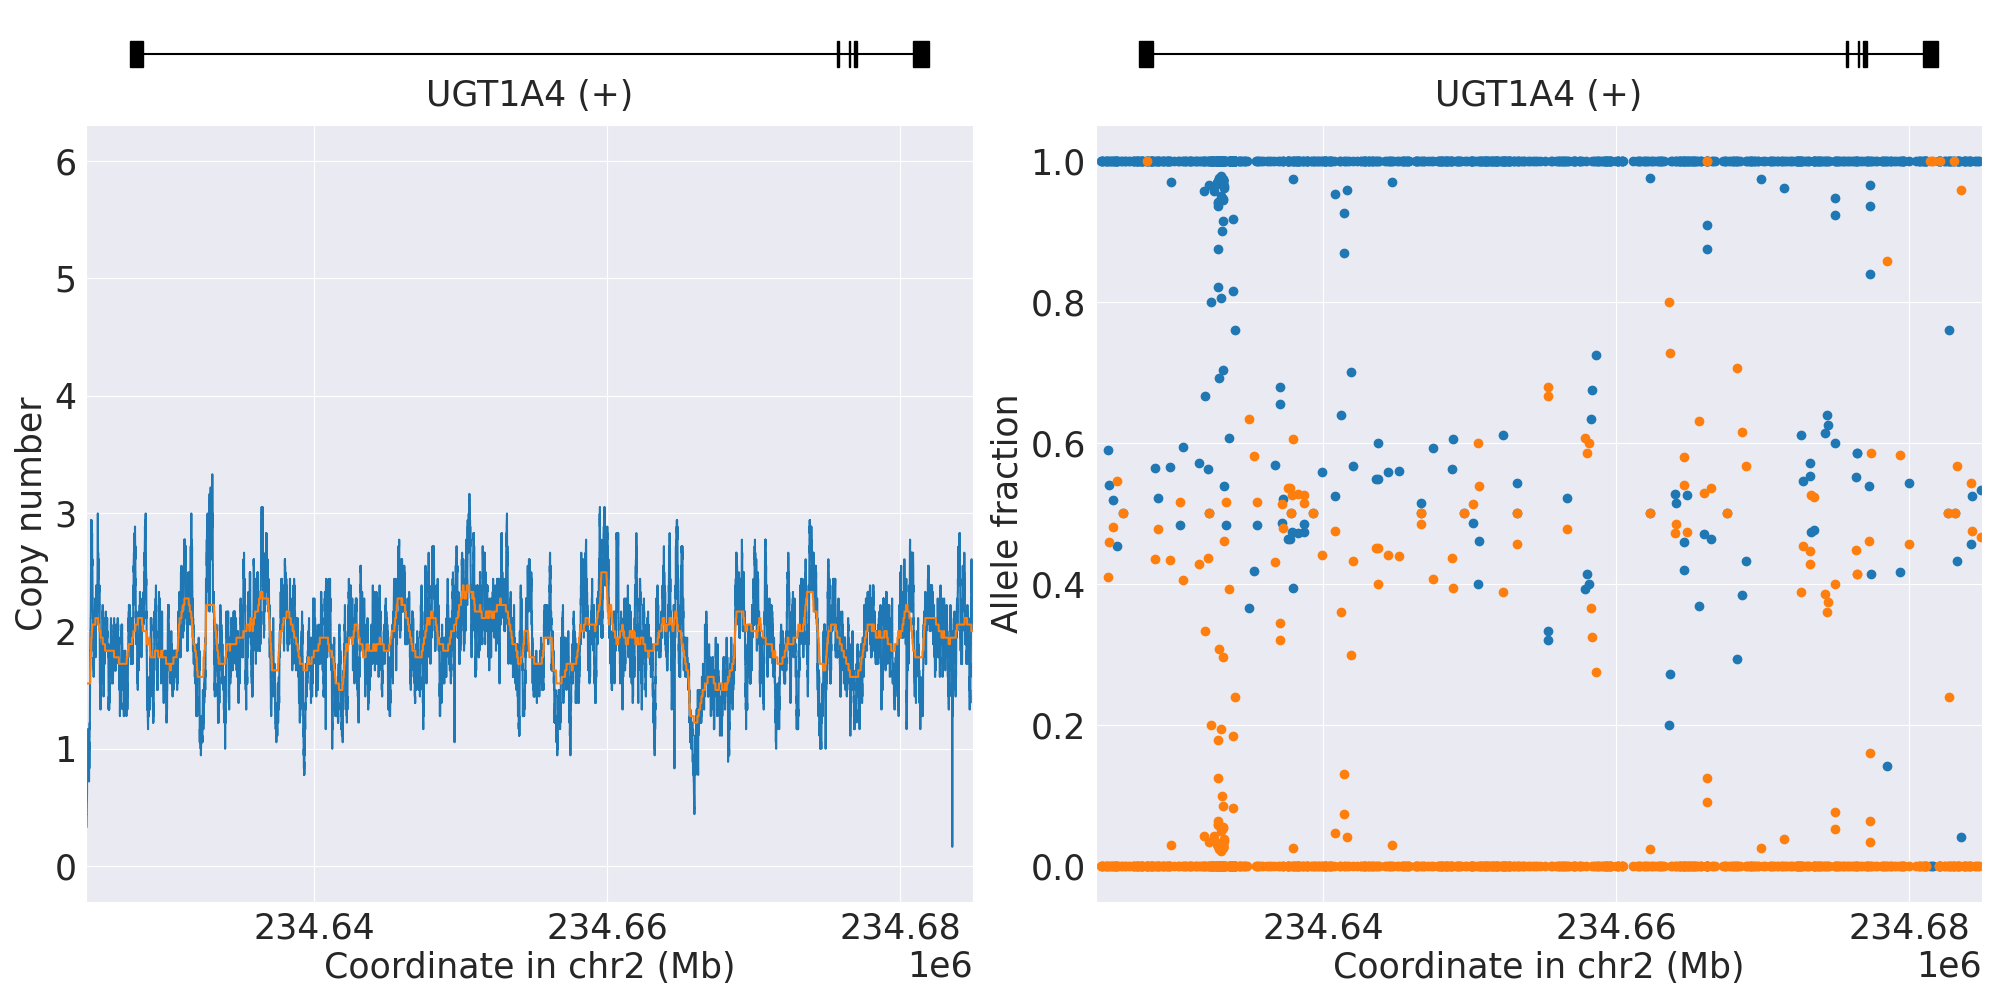 UGT1A4 (+)
Copy number
6
5
4
3
2
1
0
234.64 234.66 234.68
1e6
Coordinate in chr2 (Mb)
UGT1A4 (+)
Allele fraction
1.0
0.8
0.6
0.4
0.2
0.0
234.64 234.66 234.68
1e6
Coordinate in chr2 (Mb)